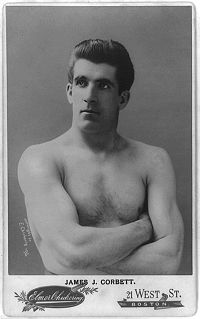 JAMES J. CORBETT.
Elmer Chickering
21 WEST ST.
BOSTON